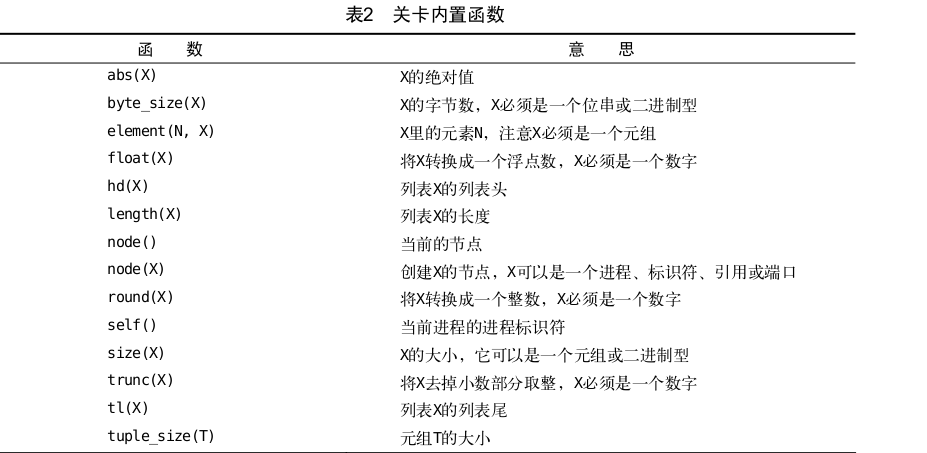 表2 关卡内置函数
函 数 意 思
abs(X) X的绝对值
byte_size(X) X的字节数，X必须是一个位串或二进制型
element(N, X) X里的元素N，注意X必须是一个元组
float(X) 将X转换成一个浮点数，X必须是一个数字
hd(X) 列表X的列表头
length(X) 列表X的长度
node() 当前的节点
node(X) 创建X的节点，X可以是一个进程、标识符、引用或端口
round(X) 将X转换成一个整数，X必须是一个数字
self() 当前进程的进程标识符
size(X) X的大小，它可以是一个元组或二进制型
trunc(X) 将X去掉小数部分取整，X必须是一个数字
tl(X) 列表X的列表尾
tuple_size(T) 元组T的大小